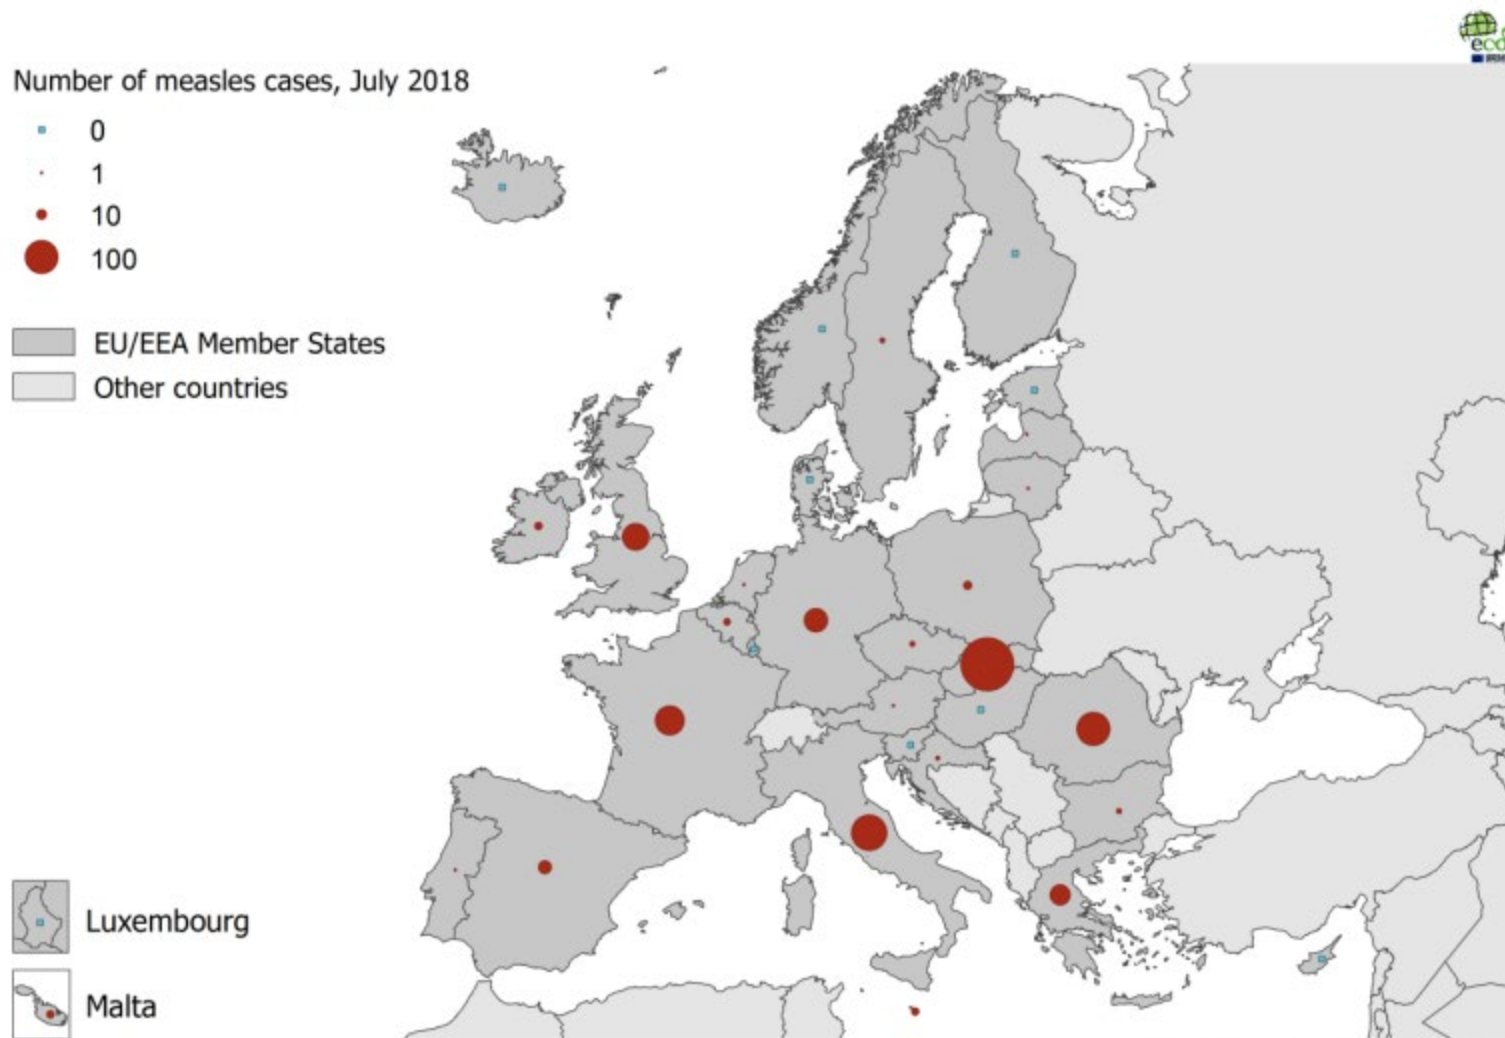 Number of measles cases, July 2018
0
1
10
100
EU/EEA Member States
Other countries
Luxembourg
Malta